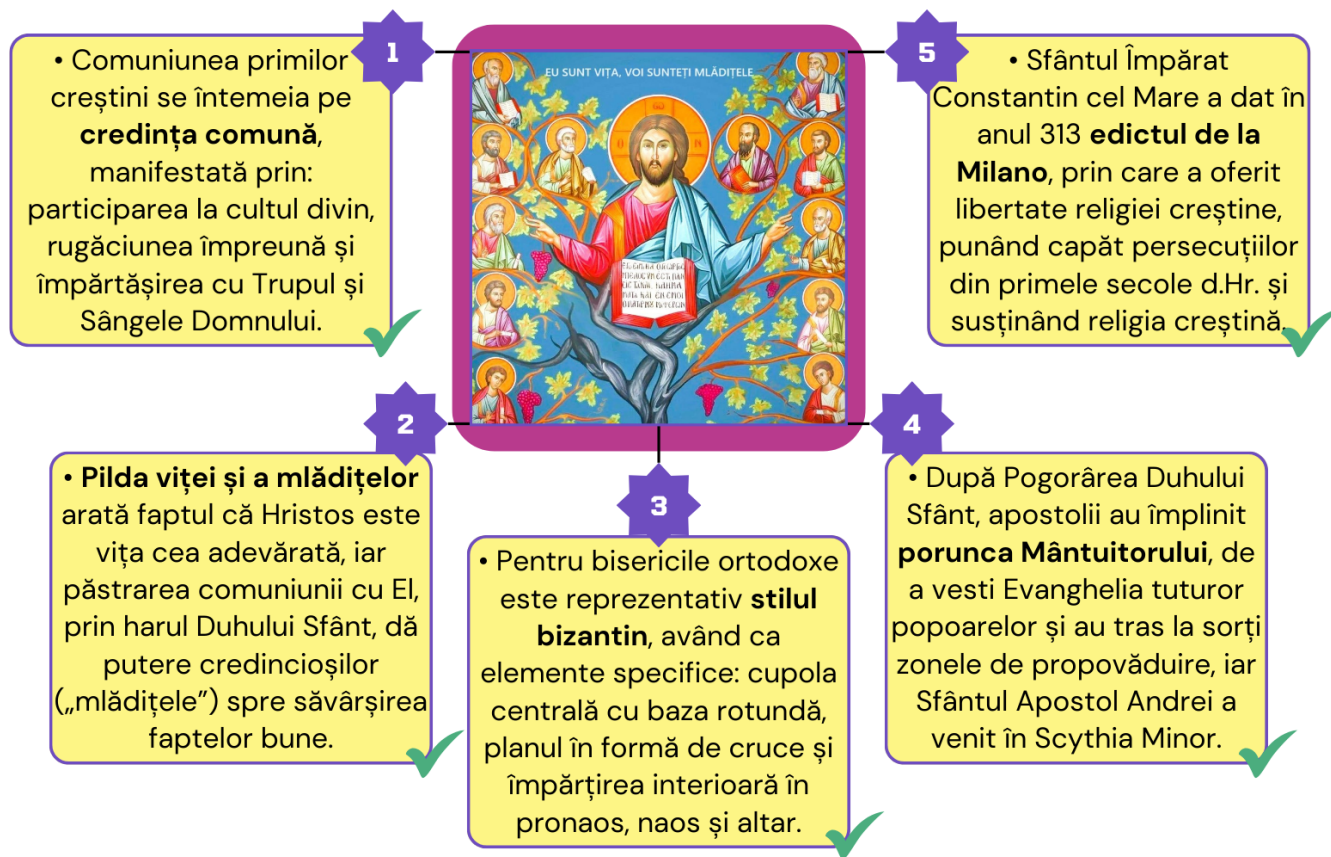 1
• Comuniunea primilor
creștini se întemeia pe
credința comună,
manifestată prin:
participarea la cultul divin,
rugăciunea împreună și
împărtășirea cu Trupul și
Sângele Domnului.
EU SUNT VIȚA, VOI SUNTEȚI MLĂDIȚELE
2
• Pilda viței și a mlădițelor
arată faptul că Hristos este
vița cea adevărată, iar
păstrarea comuniunii cu El,
prin harul Duhului Sfânt, dă
putere credincioșilor
(„mlădițele”) spre săvârșirea
faptelor bune.
3
• Pentru bisericile ortodoxe
este reprezentativ stilul
bizantin, având ca
elemente specifice: cupola
centrală cu baza rotundă,
planul în formă de cruce și
împărțirea interioară în
pronaos, naos și altar.
4
• După Pogorârea Duhului
Sfânt, apostolii au împlinit
porunca Mântuitorului, de
a vesti Evanghelia tuturor
popoarelor și au tras la sorți
zonele de propovăduire, iar
Sfântul Apostol Andrei a
venit în Scythia Minor.
5
• Sfântul Împărat
Constantin cel Mare a dat în
anul 313 edictul de la
Milano, prin care a oferit
libertate religiei creștine,
punând capăt persecuțiilor
din primele secole d.Hr. și
susținând religia creștină.